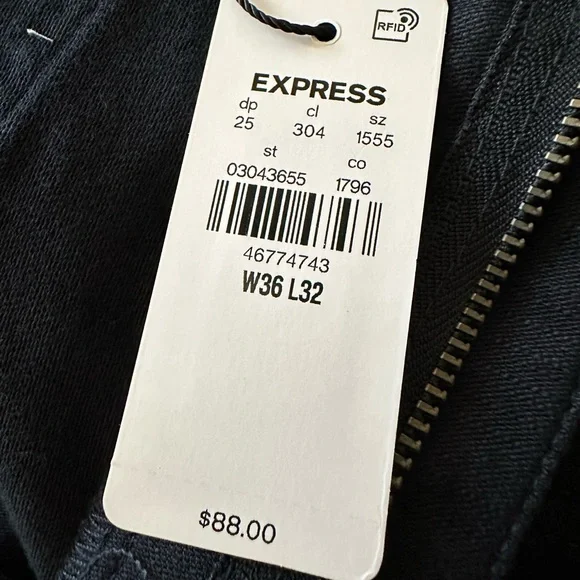 RFID
EXPRESS
dp cl sz
25 304 1555
st co
03043655 1796
46774743
W36 L32
$88.00